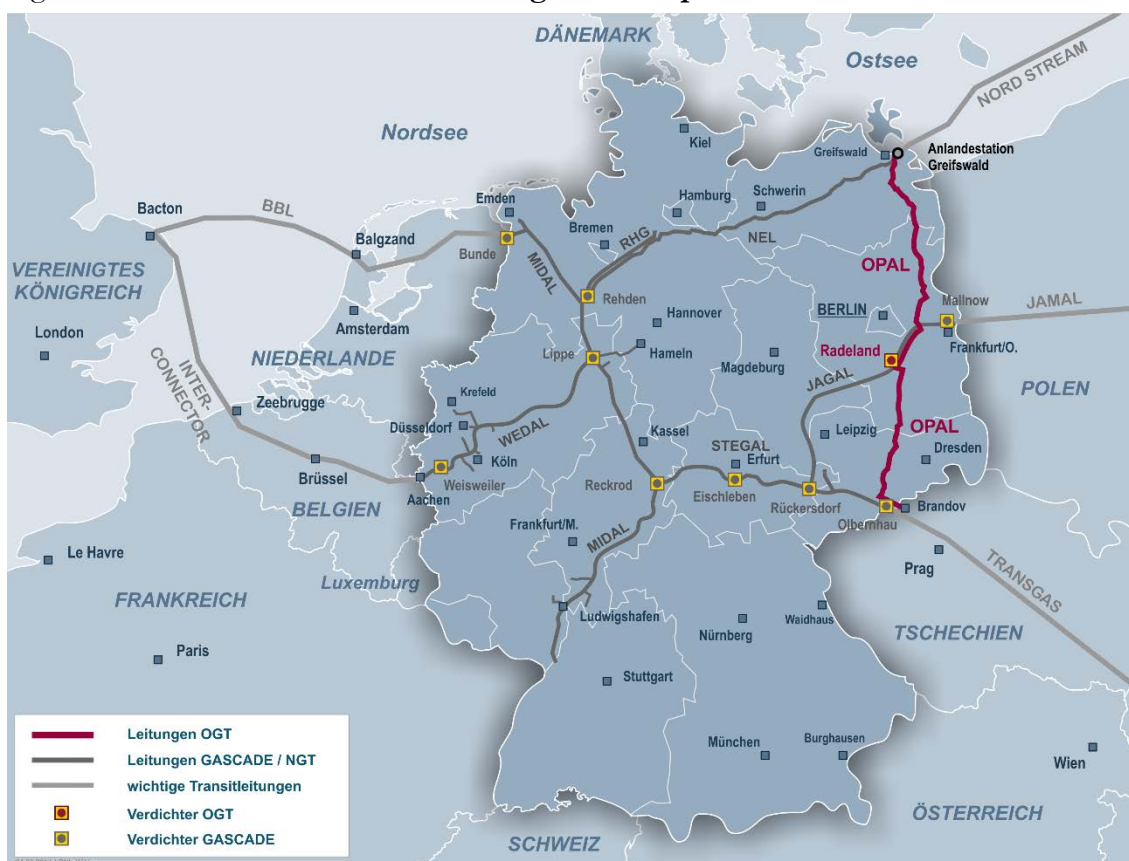 DÄNEMARK
Ostsee
NORD STREAM
Nordsee
Kiel
Greifswald
Anlandestation
Greifswald
Emden
Hamburg
Schwerin
Bacton
BBL
Balgzand
Bunde
Bremen
RHG
NEL
MIDAL
OPAL
VEREINIGTES
KÖNIGREICH
Rehden
Mallnow
JAMAL
London
Amsterdam
Hannover
BERLIN
NIEDERLANDE
Lippe
Hameln
Magdeburg
Radeland
Frankfurt/O.
INTER-
CONNECTOR
JAGAL
POLEN
Krefeld
Zeebrugge
Düsseldorf
WEDAL
Kassel
STEGAL
Leipzig
OPAL
Dresden
Köln
Erfurt
Brüssel
Weisweiler
Aachen
Reckrod
Eischleben
Rückersdorf
Olbernhau
Brandov
BELGIEN
Frankfurt/M.
MIDAL
Le Havre
Prag
TRANSGAS
Luxemburg
FRANKREICH
Ludwigshafen
Nürnberg
Waidhaus
TSCHECHIEN
Paris
Stuttgart
München
Burghausen
Wien
ÖSTERREICH
SCHWEIZ
Leitungen OGT
Leitungen GASCADE / NGT
wichtige Transitleitungen
Verdichter OGT
Verdichter GASCADE